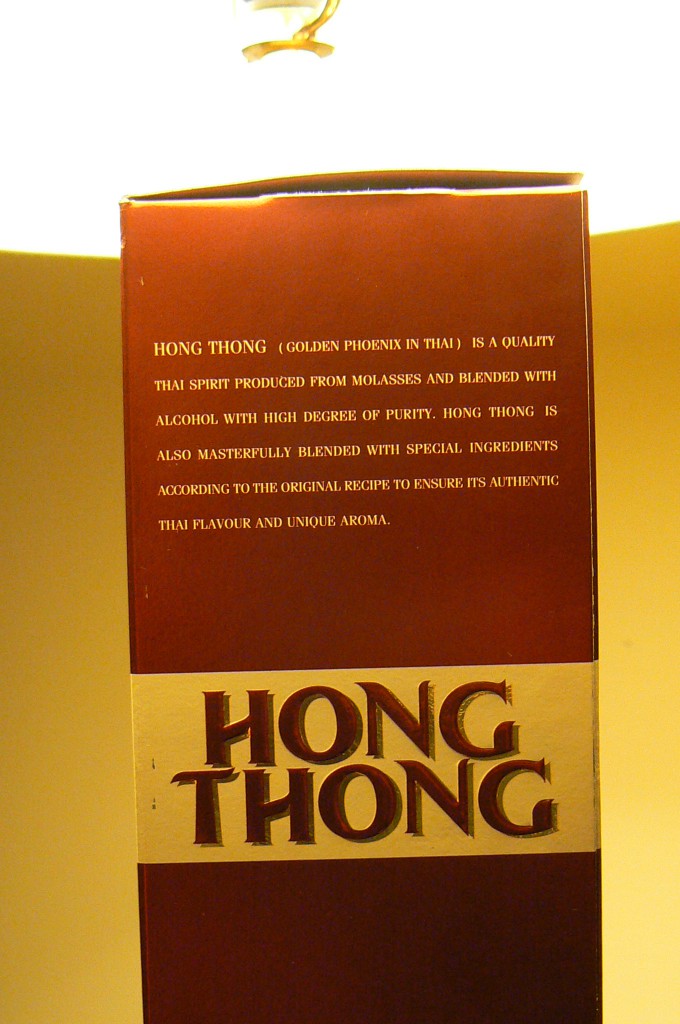 HONG THONG ( GOLDEN PHOENIX IN THAI ) IS A QUALITY
THAI SPIRIT PRODUCED FROM MOLASSES AND BLENDED WITH
ALCOHOL WITH HIGH DEGREE OF PURITY. HONG THONG IS
ALSO MASTERFULLY BLENDED WITH SPECIAL INGREDIENTS
ACCORDING TO THE ORIGINAL RECIPE TO ENSURE ITS AUTHENTIC
THAI FLAVOUR AND UNIQUE AROMA.
HONG
THONG